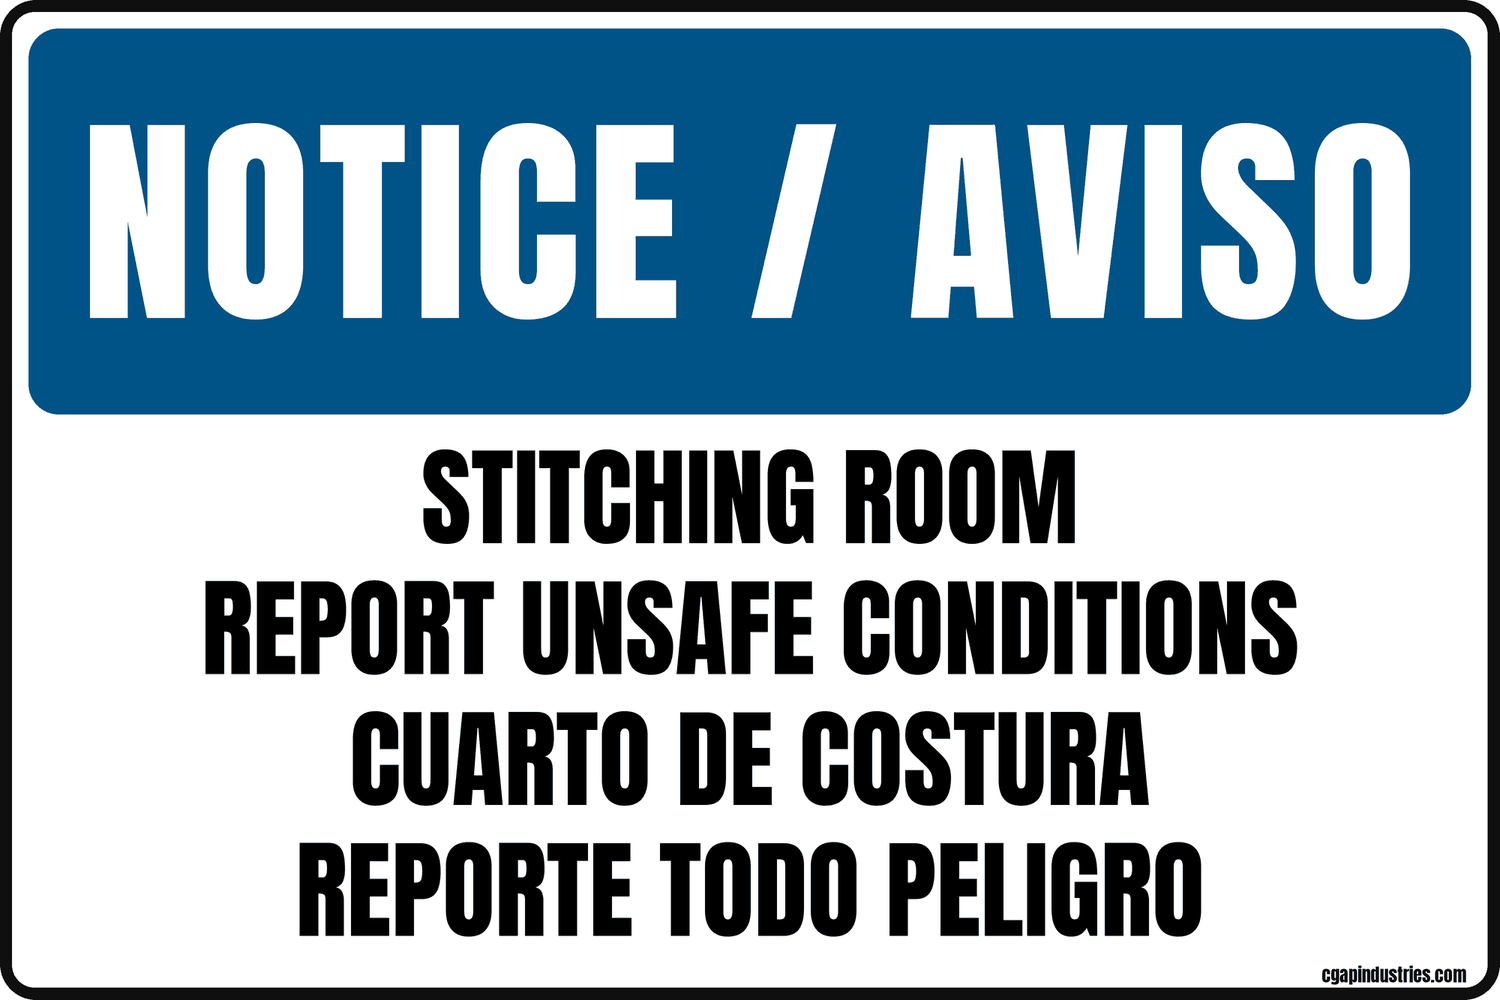 NOTICE / AVISO
STITCHING ROOM
REPORT UNSAFE CONDITIONS
CUARTO DE COSTURA
REPORTE TODO PELIGRO
cgapindustries.com